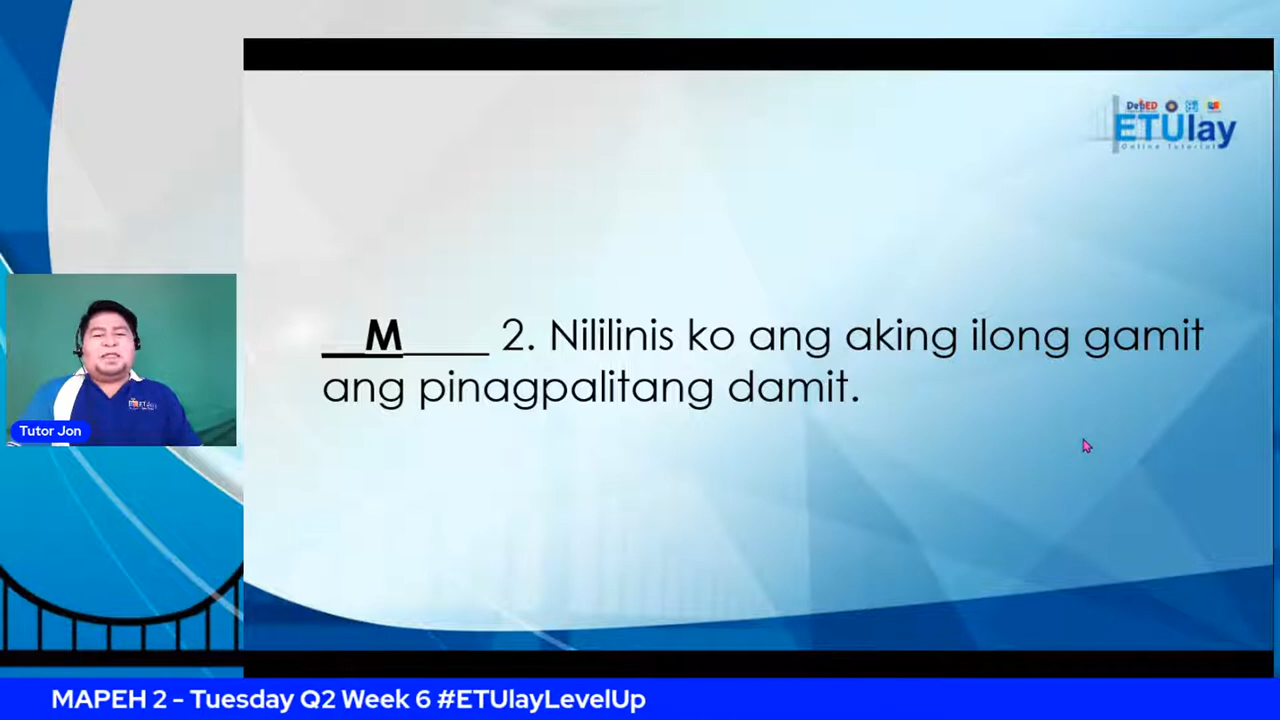 DepED
ETUlay
Online Tutorial
__M____ 2. Nililinis ko ang aking ilong gamit
ang pinagpalitang damit.
Tutor Jon
MAPEH 2 - Tuesday Q2 Week 6 #ETUlayLevelUp